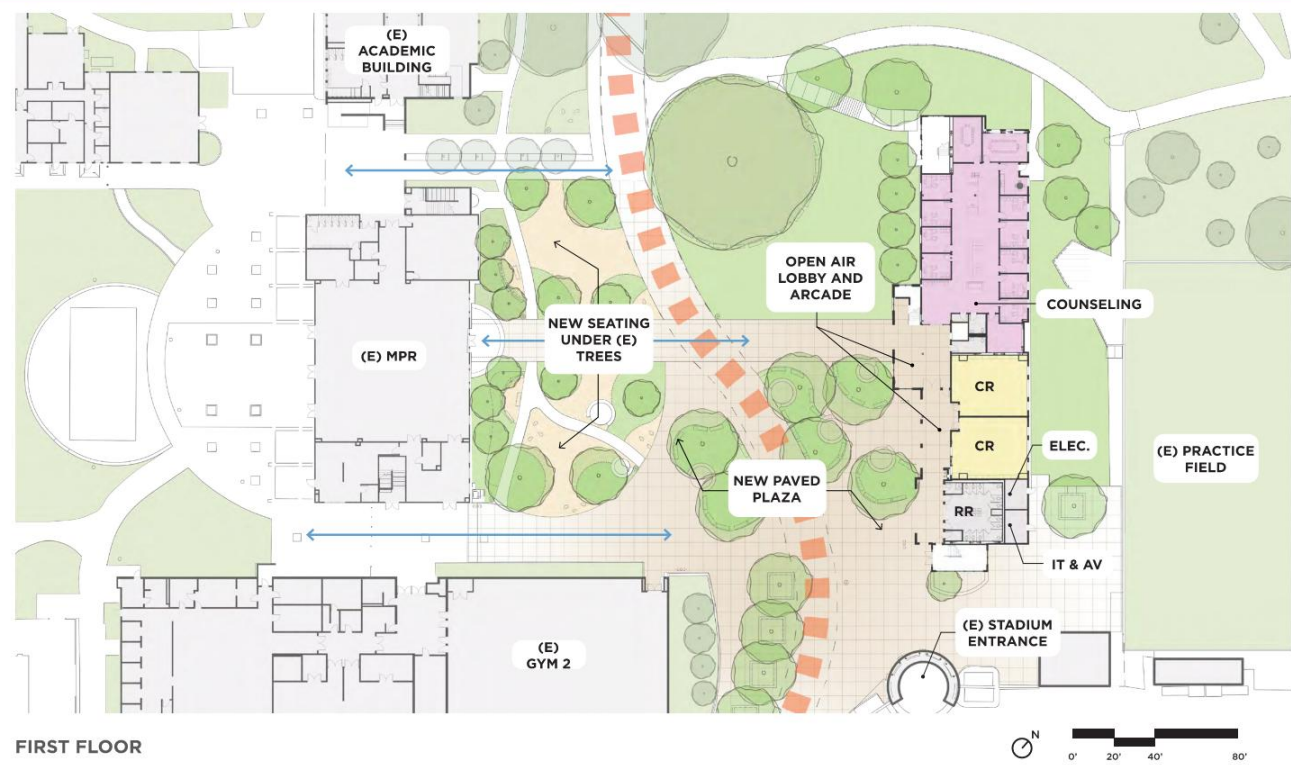 (E)
ACADEMIC
BUILDING
OPEN AIR
LOBBY AND
ARCADE
COUNSELING
NEW SEATING
UNDER (E)
TREES
(E) MPR
CR
CR
ELEC.
(E) PRACTICE
FIELD
NEW PAVED
PLAZA
RR
IT & AV
(E) STADIUM
ENTRANCE
(E)
GYM 2
FIRST FLOOR
N
0' 20' 40' 80'